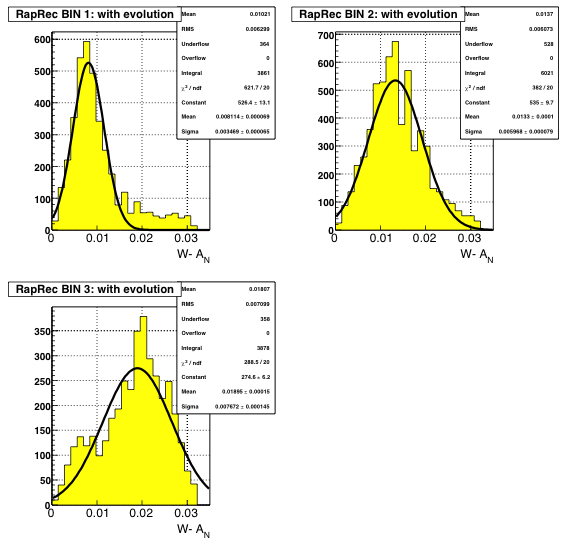 RapRec BIN 1: with evolution
Mean 0.01021
RMS 0.006299
Underflow 364
Overflow 0
Integral 3861
χ² / ndf 621.7 / 20
Constant 526.4 ± 13.1
Mean 0.008114 ± 0.000069
Sigma 0.003469 ± 0.000065
600
500
400
300
200
100
0
0 0.01 0.02 0.03
W- A_N
RapRec BIN 2: with evolution
Mean 0.0137
RMS 0.006073
Underflow 528
Overflow 0
Integral 6021
χ² / ndf 382 / 20
Constant 535 ± 9.7
Mean 0.0133 ± 0.0001
Sigma 0.005968 ± 0.000079
700
600
500
400
300
200
100
0
0 0.01 0.02 0.03
W- A_N
RapRec BIN 3: with evolution
Mean 0.01807
RMS 0.007099
Underflow 358
Overflow 0
Integral 3878
χ² / ndf 288.5 / 20
Constant 274.6 ± 6.2
Mean 0.01895 ± 0.00015
Sigma 0.007672 ± 0.000145
350
300
250
200
150
100
50
0
0 0.01 0.02 0.03
W- A_N